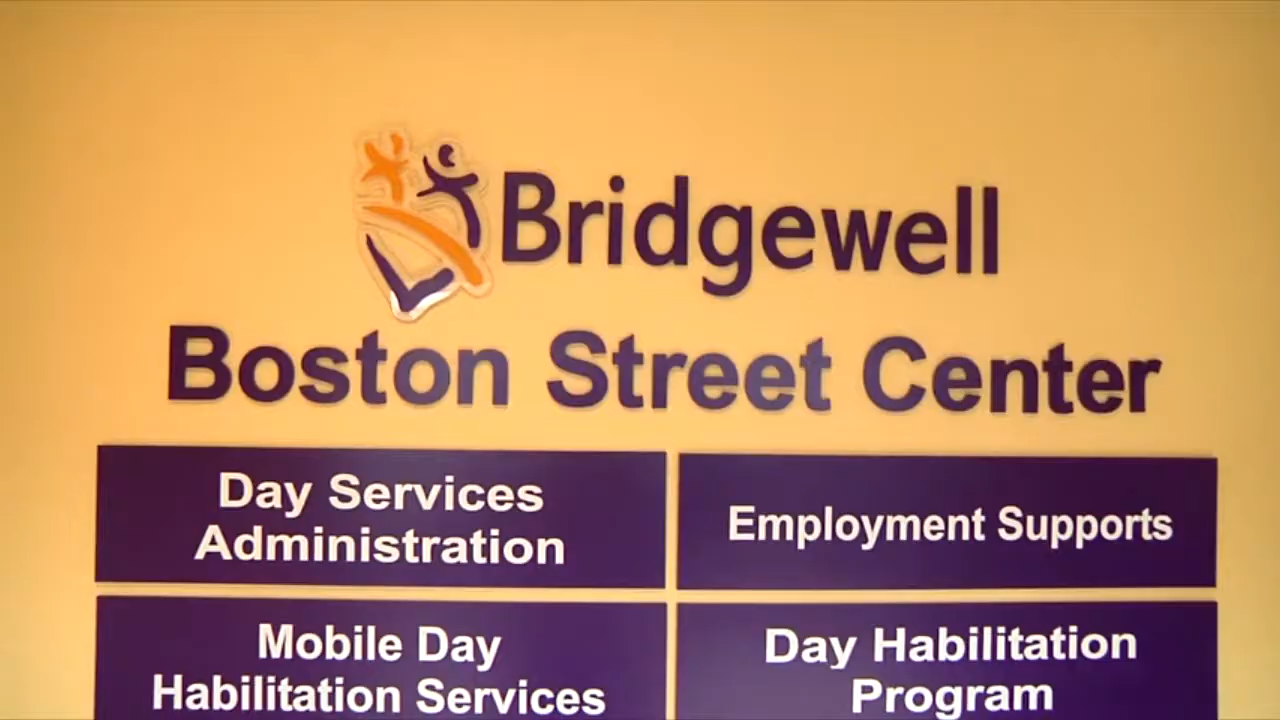 Bridgewell
Boston Street Center
Day Services
Administration
Employment Supports
Mobile Day
Habilitation Services
Day Habilitation
Program